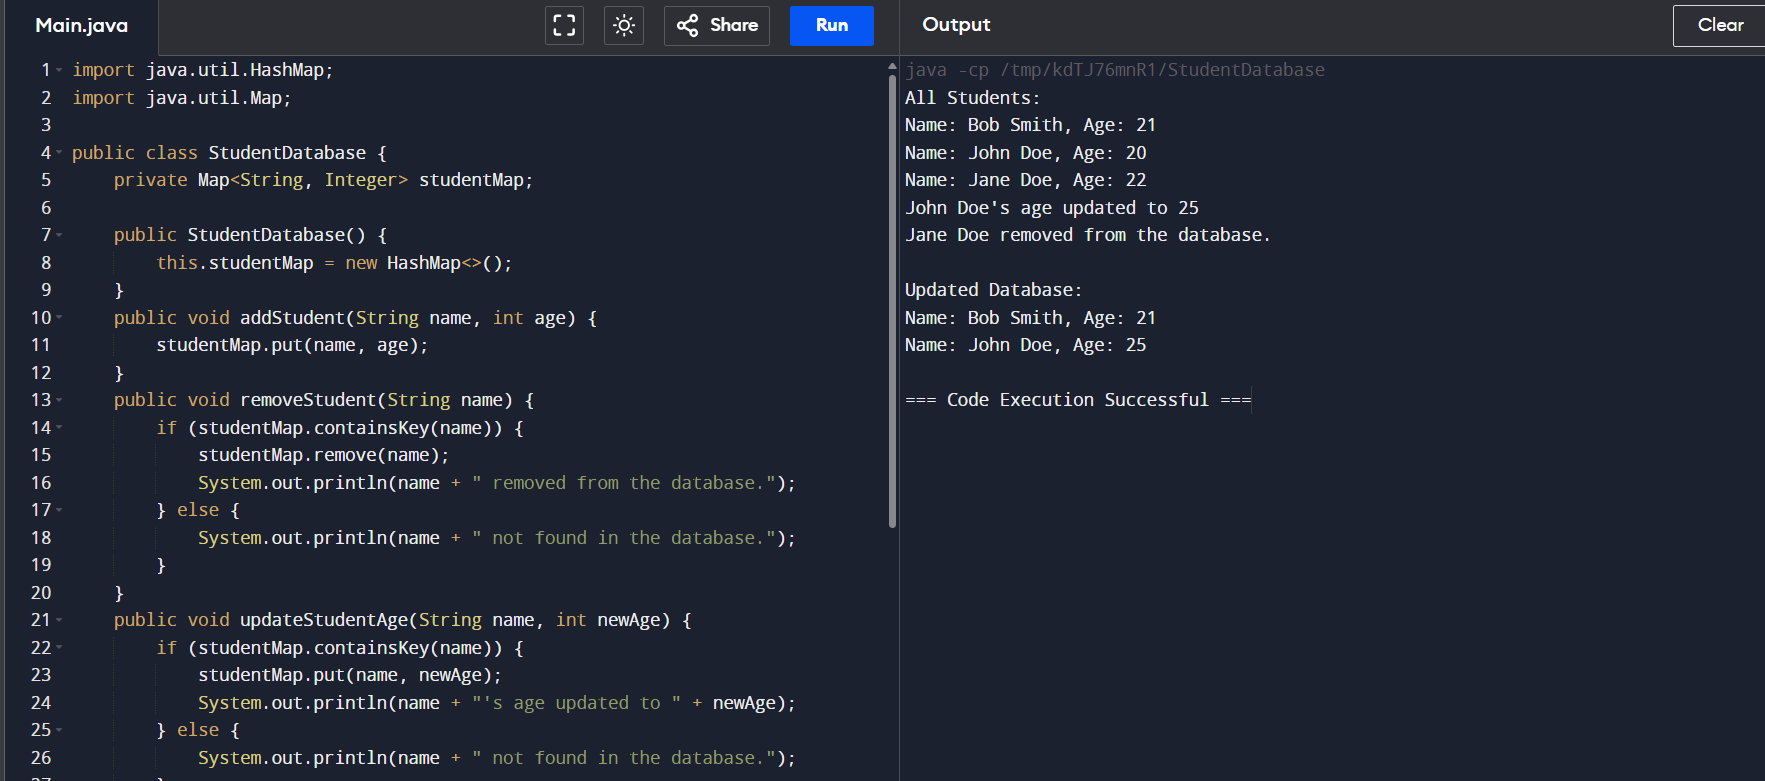 Main.java
Share
Run
Output
Clear
1 import java.util.HashMap;
2 import java.util.Map;
3
4 public class StudentDatabase {
5     private Map<String, Integer> studentMap;
6
7     public StudentDatabase() {
8         this.studentMap = new HashMap<>();
9     }
10     public void addStudent(String name, int age) {
11         studentMap.put(name, age);
12     }
13     public void removeStudent(String name) {
14         if (studentMap.containsKey(name)) {
15             studentMap.remove(name);
16             System.out.println(name + " removed from the database.");
17         } else {
18             System.out.println(name + " not found in the database.");
19         }
20     }
21     public void updateStudentAge(String name, int newAge) {
22         if (studentMap.containsKey(name)) {
23             studentMap.put(name, newAge);
24             System.out.println(name + "'s age updated to " + newAge);
25         } else {
26             System.out.println(name + " not found in the database.");
java -cp /tmp/kdTJ76mnR1/StudentDatabase
All Students:
Name: Bob Smith, Age: 21
Name: John Doe, Age: 20
Name: Jane Doe, Age: 22
John Doe's age updated to 25
Jane Doe removed from the database.
Updated Database:
Name: Bob Smith, Age: 21
Name: John Doe, Age: 25
=== Code Execution Successful ===